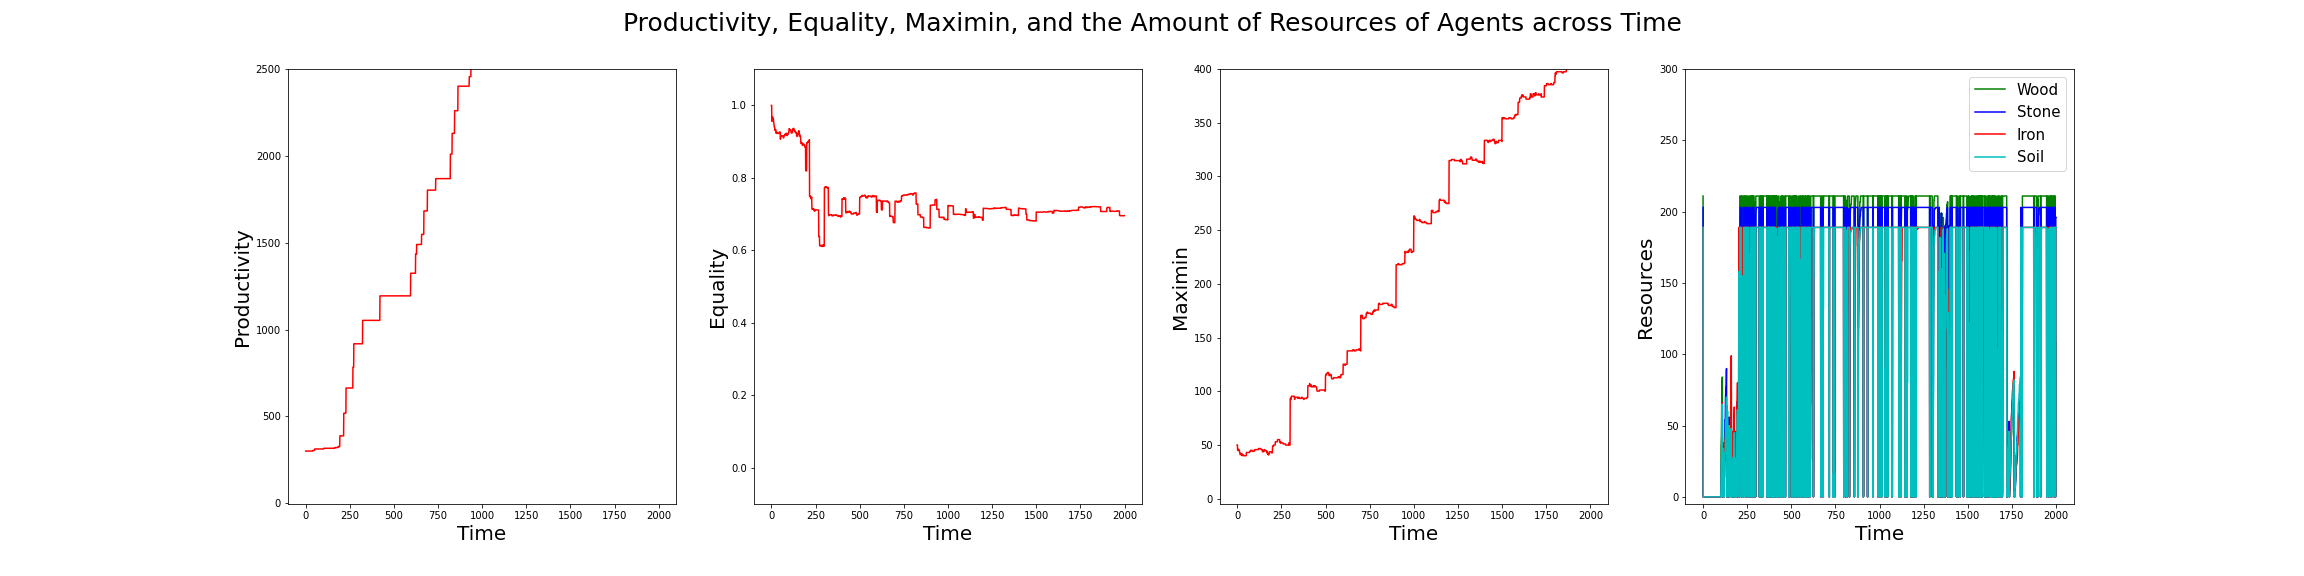 Productivity, Equality, Maximin, and the Amount of Resources of Agents across Time
Productivity
2500
2000
1500
1000
500
0
0 250 500 750 1000 1250 1500 1750 2000
Time
Equality
1.0
0.8
0.6
0.4
0.2
0.0
0 250 500 750 1000 1250 1500 1750 2000
Time
Maximin
400
350
300
250
200
150
100
50
0
0 250 500 750 1000 1250 1500 1750 2000
Time
Resources
300
250
200
150
100
50
0
0 250 500 750 1000 1250 1500 1750 2000
Time
Wood
Stone
Iron
Soil